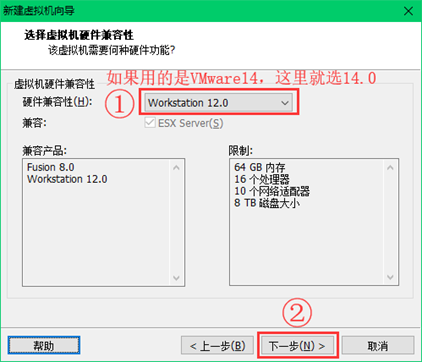 新建虚拟机向导
选择虚拟机硬件兼容性
该虚拟机需要何种硬件功能?
如果用的是VMware14，这里就选14.0
虚拟机硬件兼容性
硬件兼容性(H):
①
Workstation 12.0
兼容:
ESX Server(S)
兼容产品:
Fusion 8.0
Workstation 12.0
限制:
64 GB 内存
16 个处理器
10 个网络适配器
8 TB 磁盘大小
②
帮助
< 上一步(B)
下一步(N) >
取消